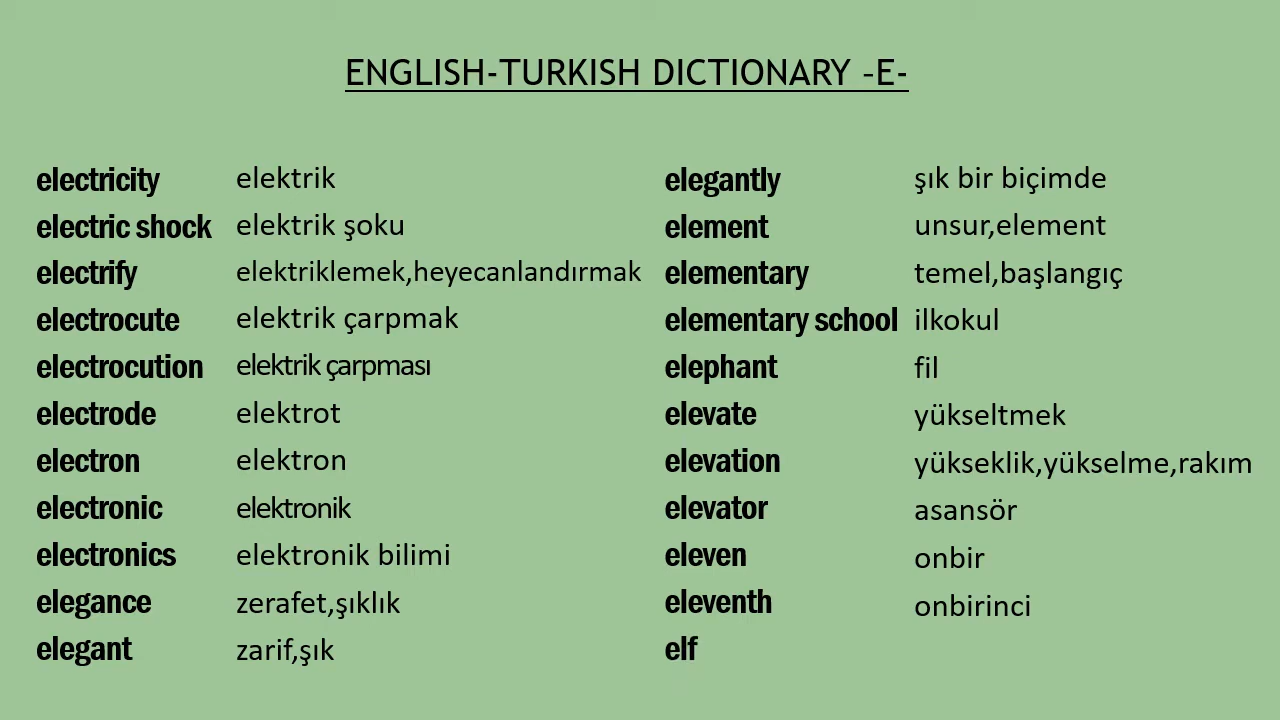 ENGLISH-TURKISH DICTIONARY –E-
electricity elektrik
electric shock elektrik şoku
electrify elektriklemek,heyecanlandırmak
electrocute elektrik çarpmak
electrocution elektrik çarpması
electrode elektrot
electron elektron
electronic elektronik
electronics elektronik bilimi
elegance zerafet,şıklık
elegant zarif,şık
elegantly şık bir biçimde
element unsur,element
elementary temel,başlangıç
elementary school ilkokul
elephant fil
elevate yükseltmek
elevation yükseklik,yükselme,rakım
elevator asansör
eleven onbir
eleventh onbirinci
elf